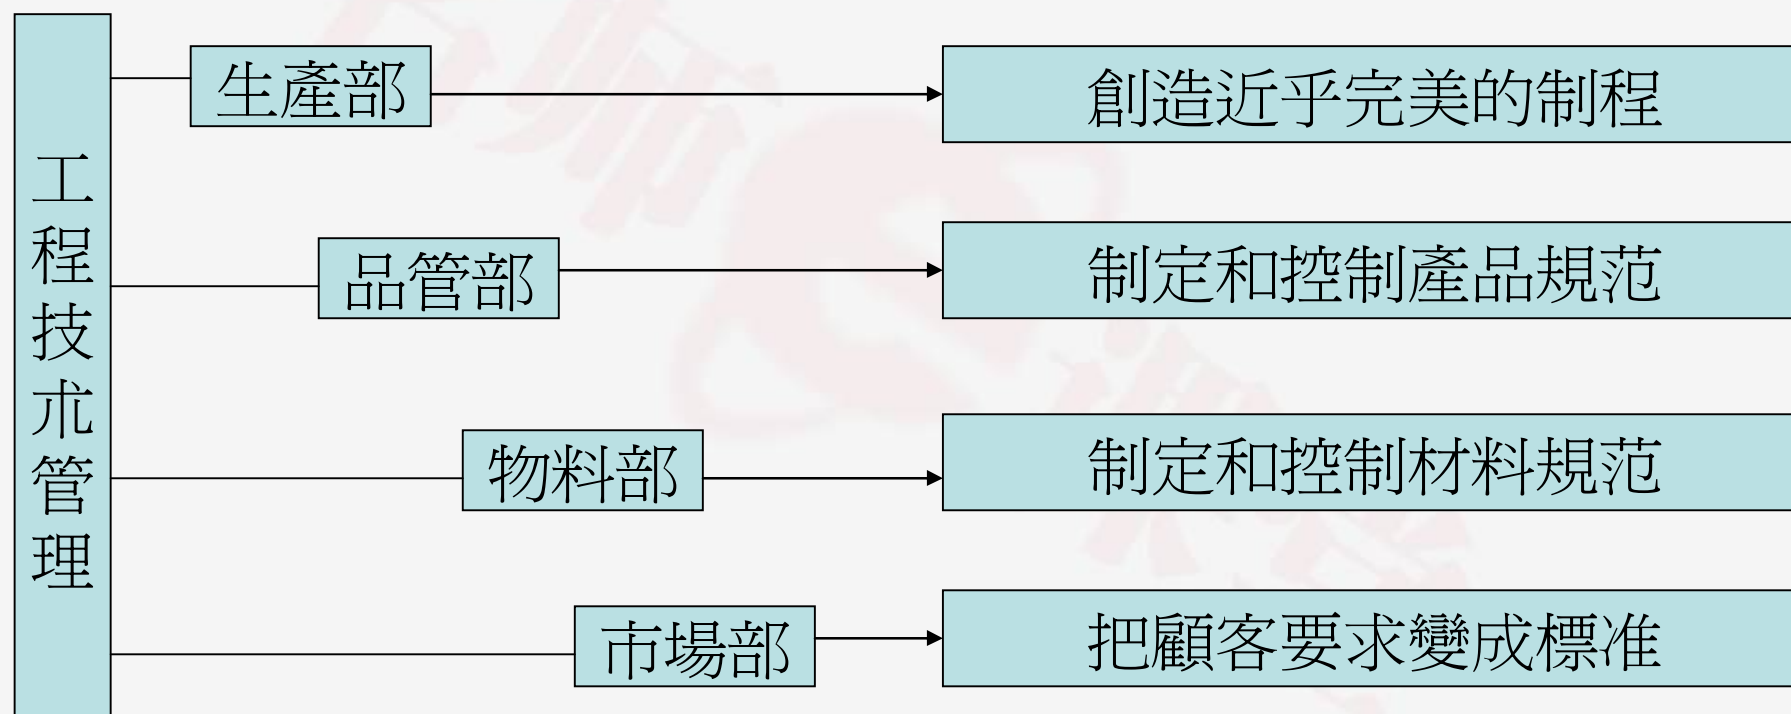 工程技朮管理
生產部
創造近乎完美的制程
品管部
制定和控制產品規范
物料部
制定和控制材料規范
市場部
把顧客要求變成標准